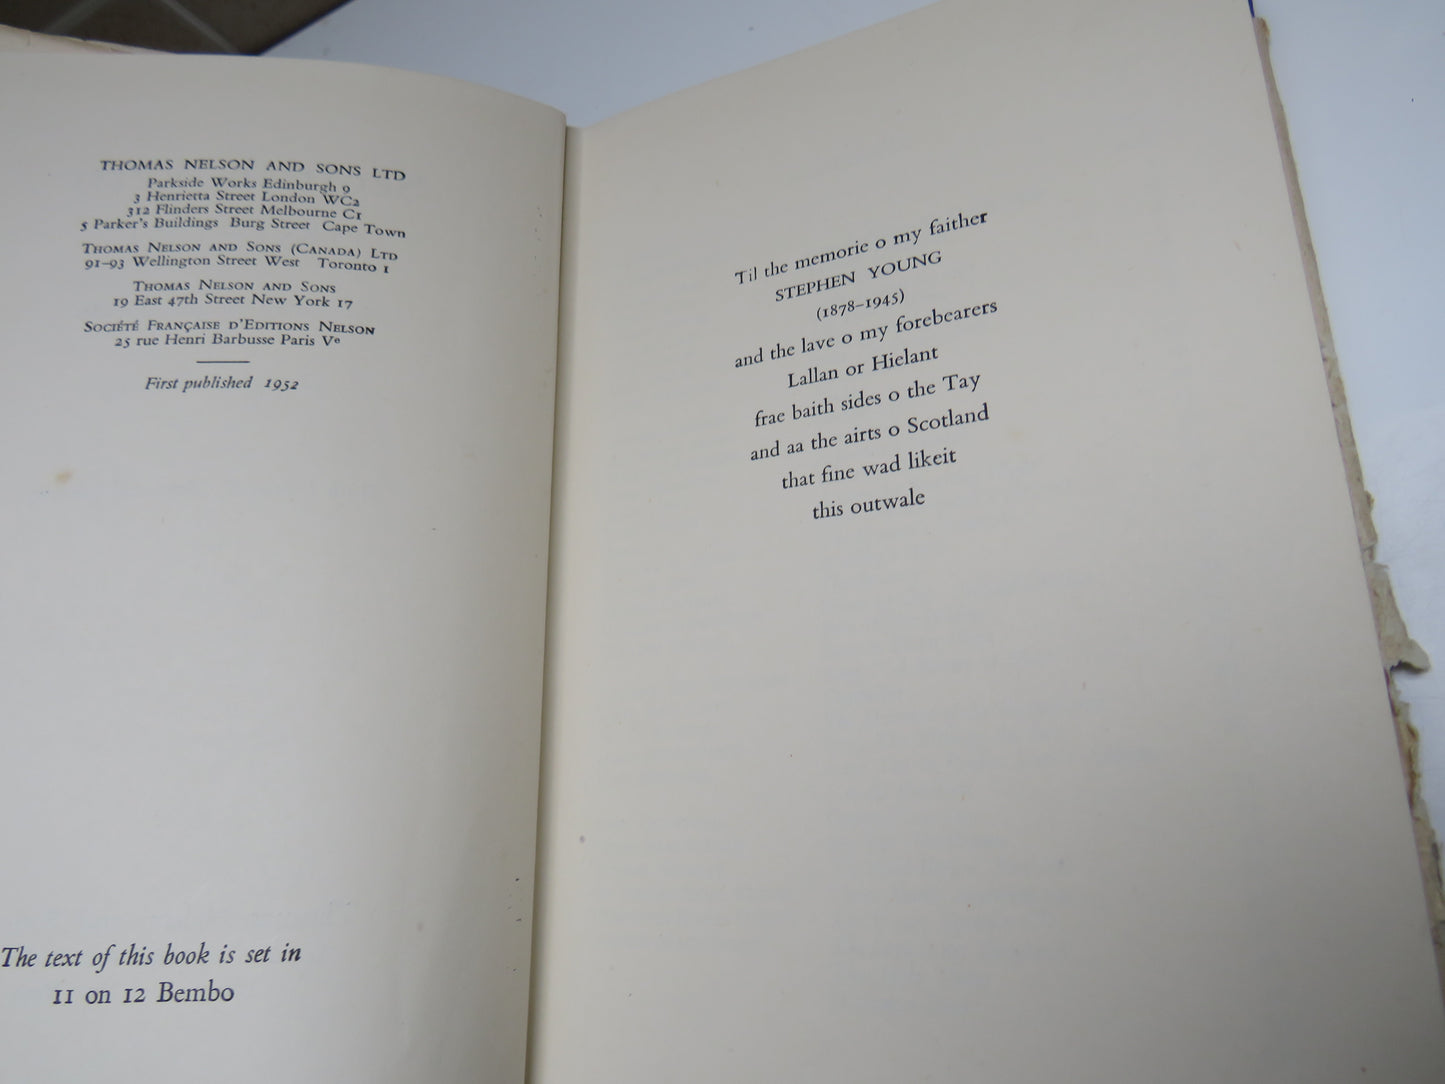 THOMAS NELSON AND SONS LTD
Parkside Works Edinburgh 9
3 Henrietta Street London WC2
312 Flinders Street Melbourne C1
5 Parker's Buildings Burg Street Cape Town
THOMAS NELSON AND SONS (CANADA) LTD
91–93 Wellington Street West Toronto 1
THOMAS NELSON AND SONS
19 East 47th Street New York 17
SOCIÉTÉ FRANÇAISE D'EDITIONS NELSON
25 rue Henri Barbusse Paris Ve
First published 1952
The text of this book is set in
11 on 12 Bembo
Til the memorie o my faither
STEPHEN YOUNG
(1878–1945)
and the lave o my forebearers
Lallan or Hielant
frae baith sides o the Tay
and aa the airts o Scotland
that fine wad likeit
this outwale